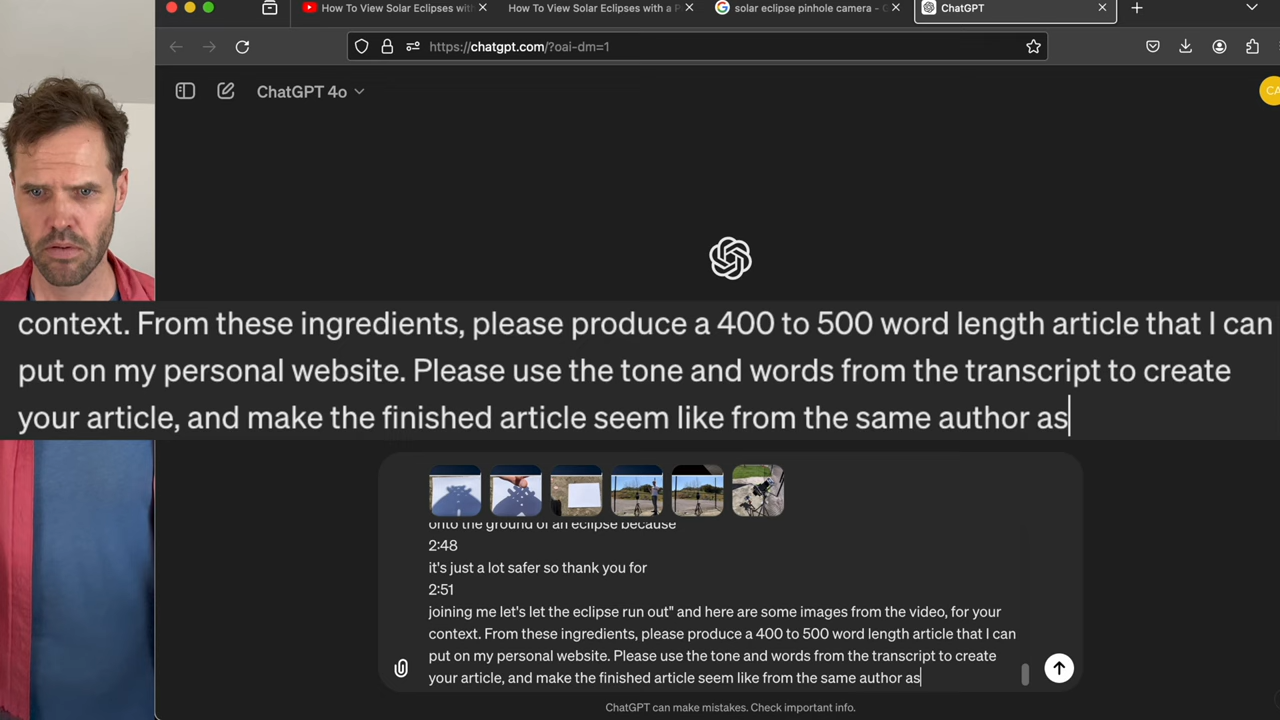 How To View Solar Eclipses with
How To View Solar Eclipses with a P
solar eclipse pinhole camera - G
ChatGPT
https://chatgpt.com/?oai-dm=1
ChatGPT 4o
CA
context. From these ingredients, please produce a 400 to 500 word length article that I can
put on my personal website. Please use the tone and words from the transcript to create
your article, and make the finished article seem like from the same author as
onto the ground of an eclipse because
2:48
it's just a lot safer so thank you for
2:51
joining me let's let the eclipse run out" and here are some images from the video, for your
context. From these ingredients, please produce a 400 to 500 word length article that I can
put on my personal website. Please use the tone and words from the transcript to create
your article, and make the finished article seem like from the same author as
ChatGPT can make mistakes. Check important info.